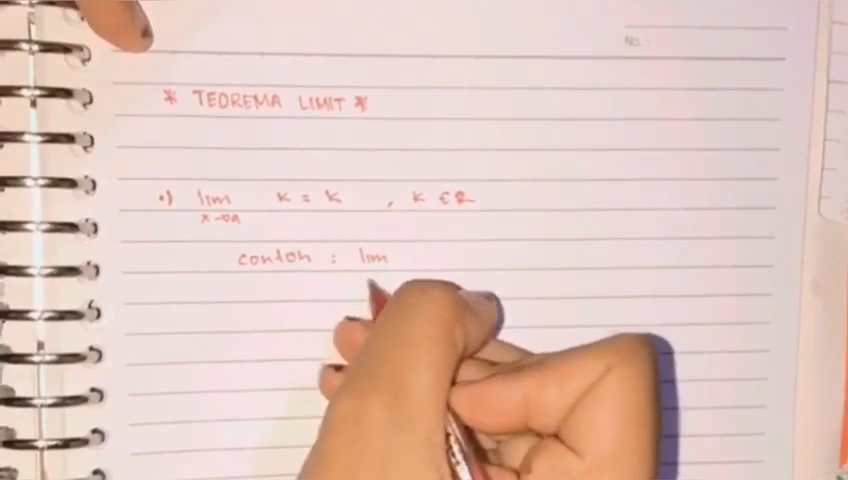 No :
* TEOREMA LIMIT *
•) lim k = k , k ∈ R
x→a
contoh : lim